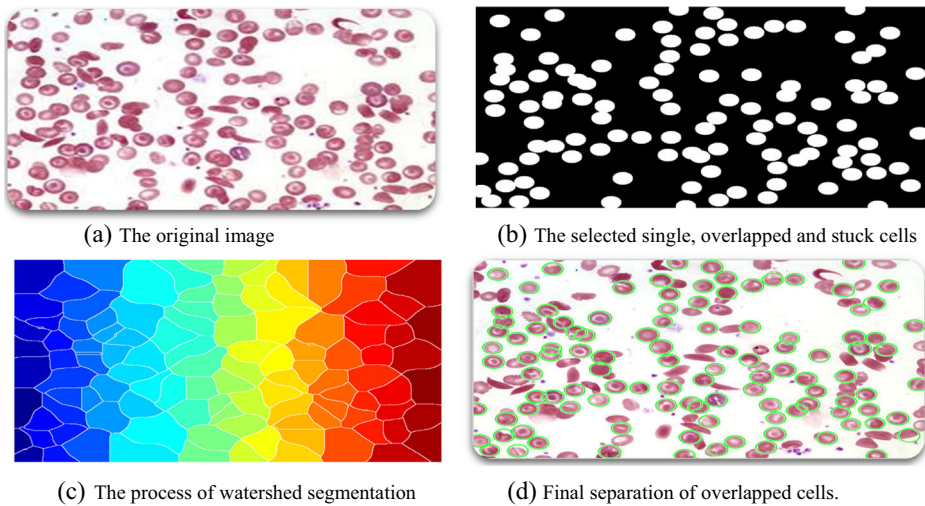 (a) The original image
(b) The selected single, overlapped and stuck cells
(c) The process of watershed segmentation
(d) Final separation of overlapped cells.